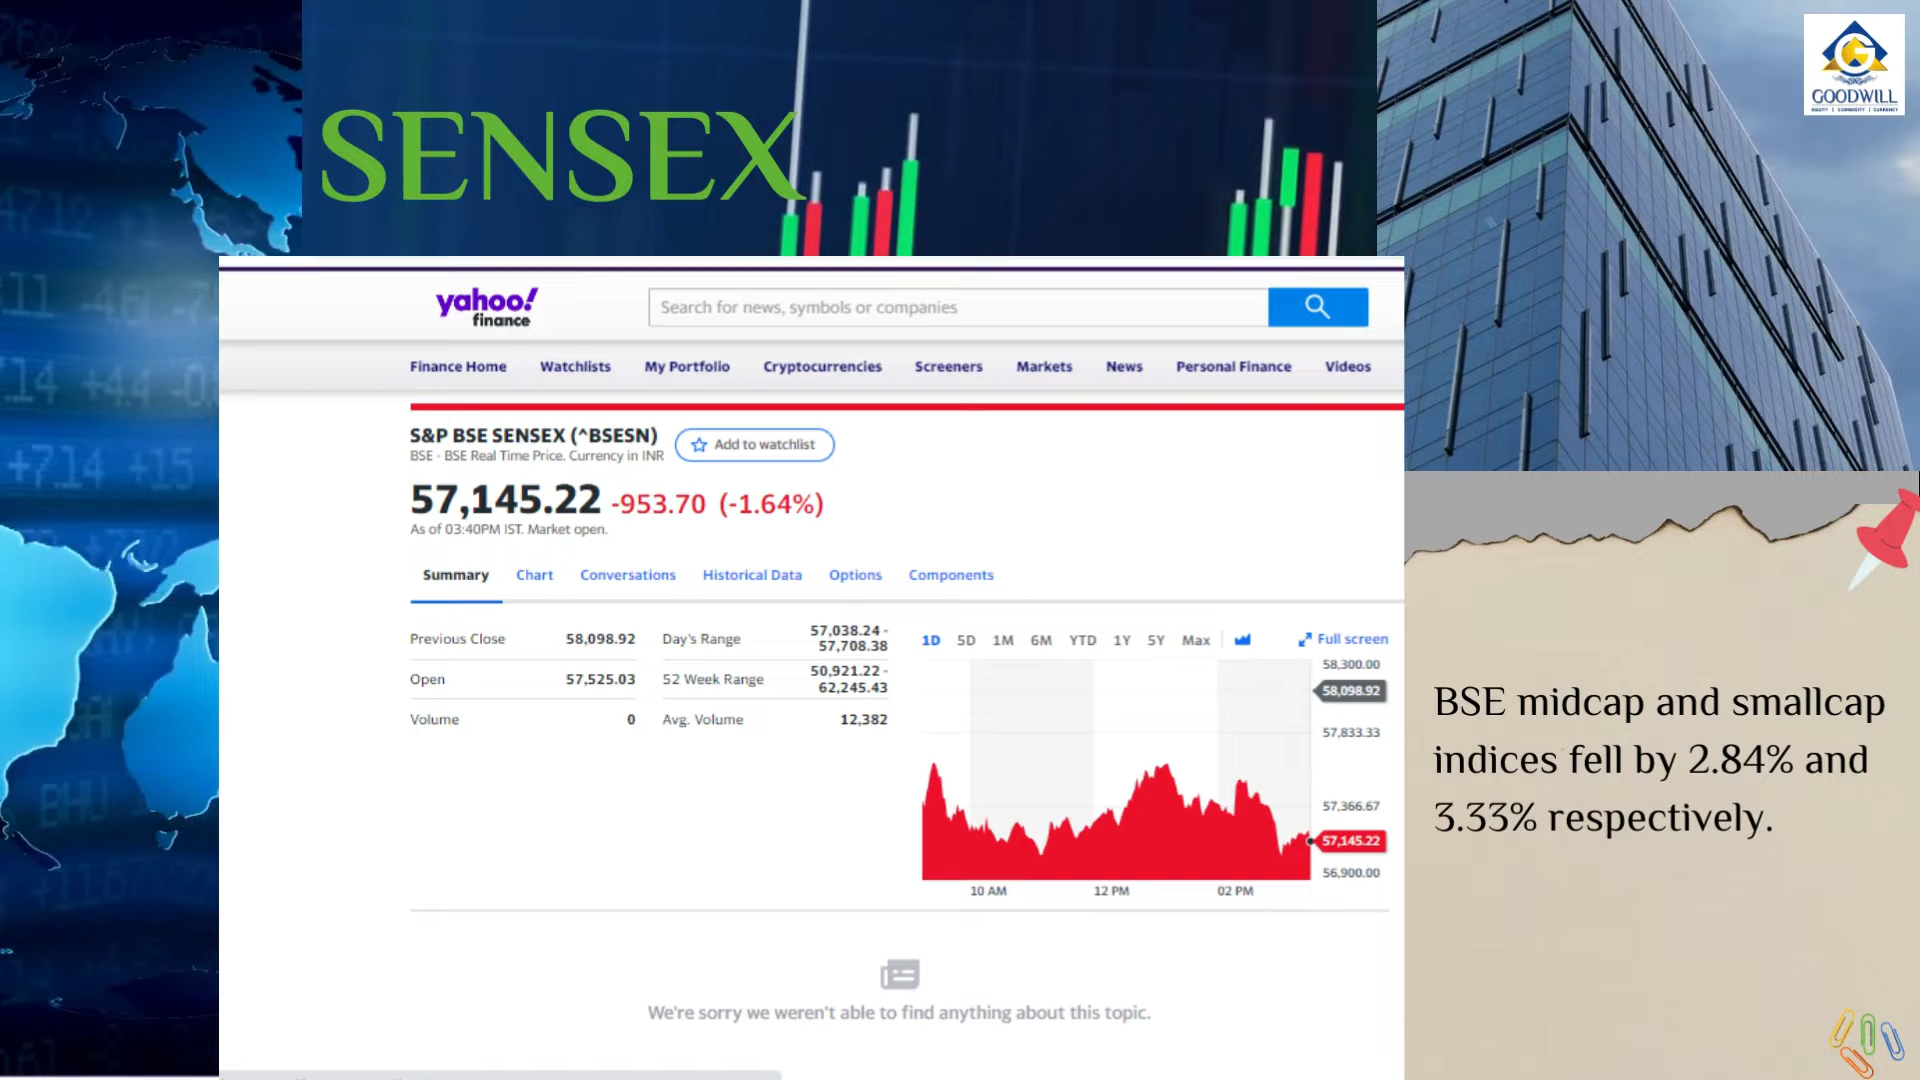 SENSEX
GOODWILL
EQUITY | COMMODITY | CURRENCY
yahoo!
finance
Search for news, symbols or companies
Finance Home Watchlists My Portfolio Cryptocurrencies Screeners Markets News Personal Finance Videos
S&P BSE SENSEX (^BSESN)
BSE - BSE Real Time Price. Currency in INR
Add to watchlist
57,145.22 -953.70 (-1.64%)
As of 03:40PM IST. Market open.
Summary Chart Conversations Historical Data Options Components
Previous Close 58,098.92
Open 57,525.03
Volume 0
Day's Range 57,038.24 -
57,708.38
52 Week Range 50,921.22 -
62,245.43
Avg. Volume 12,382
1D 5D 1M 6M YTD 1Y 5Y Max Full screen
58,300.00
58,098.92
57,833.33
57,366.67
57,145.22
56,900.00
10 AM 12 PM 02 PM
We're sorry we weren't able to find anything about this topic.
BSE midcap and smallcap
indices fell by 2.84% and
3.33% respectively.